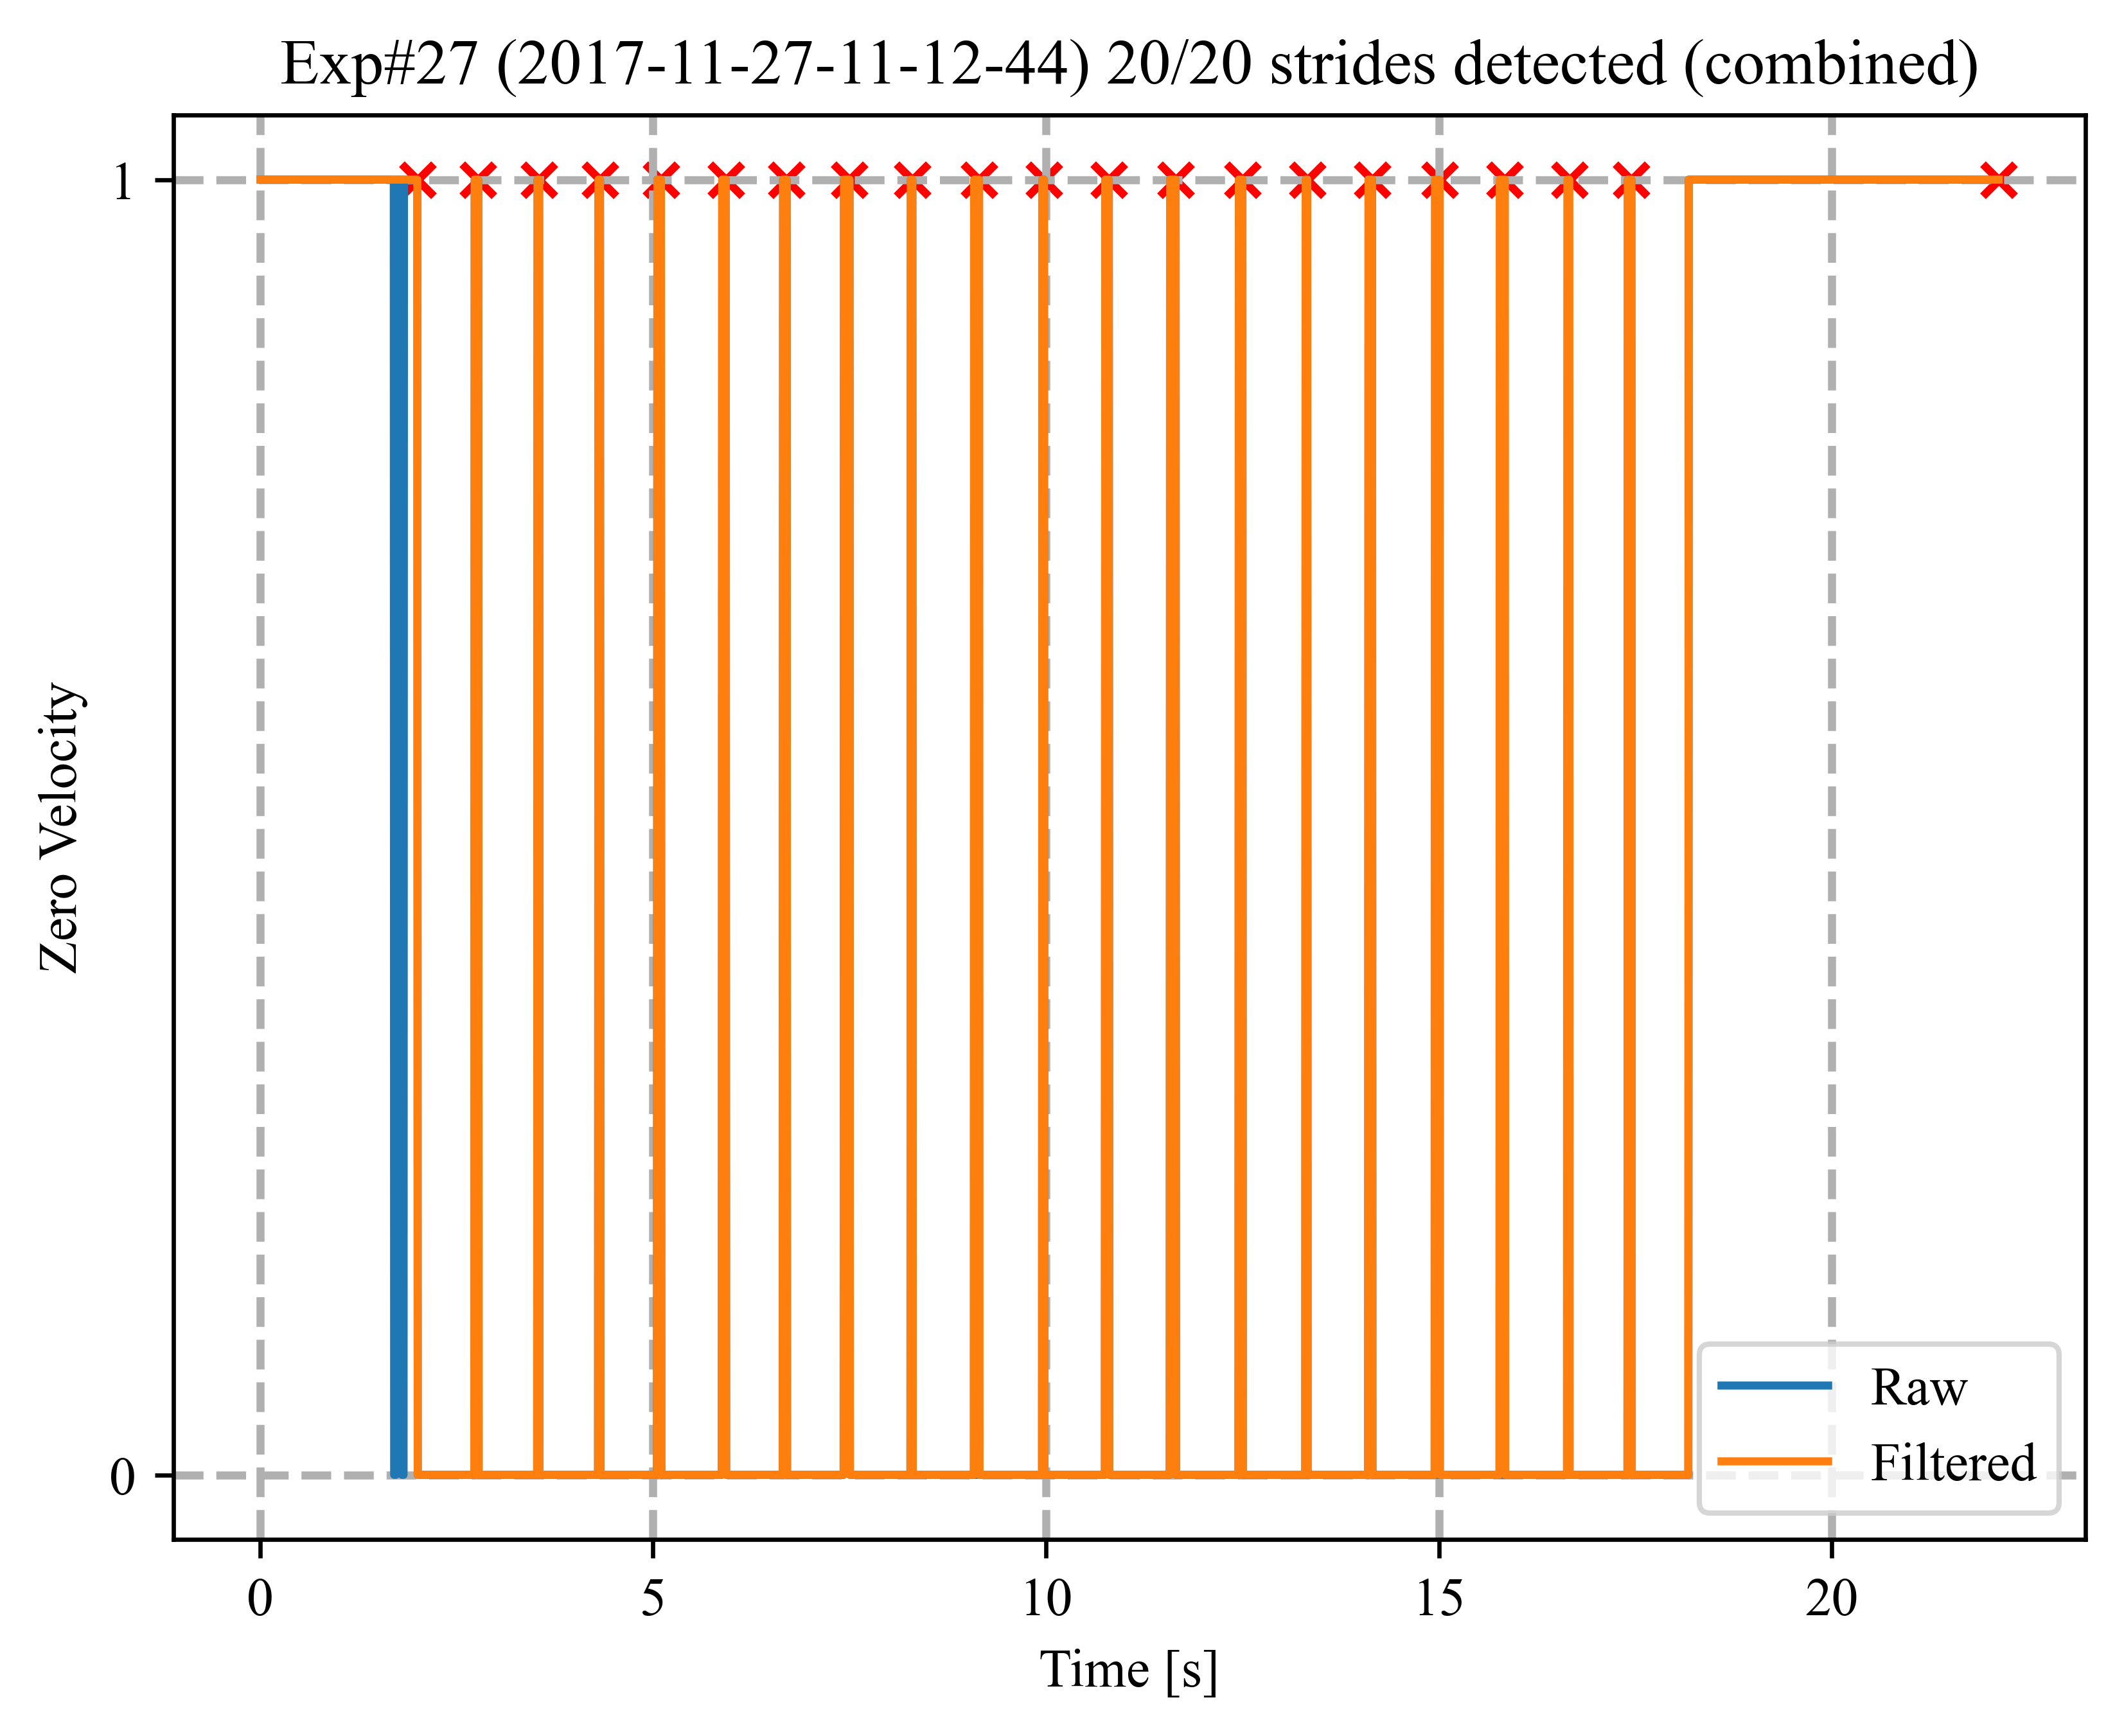 Exp#27 (2017-11-27-11-12-44) 20/20 strides detected (combined)
1
Zero Velocity
0
Raw
Filtered
0 5 10 15 20
Time [s]